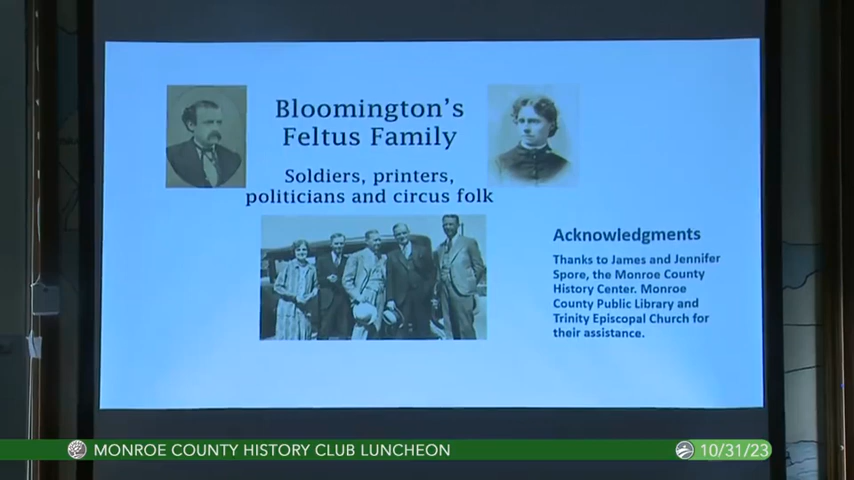 Bloomington's
Feltus Family
Soldiers, printers,
politicians and circus folk
Acknowledgments
Thanks to James and Jennifer
Spore, the Monroe County
History Center. Monroe
County Public Library and
Trinity Episcopal Church for
their assistance.
MONROE COUNTY HISTORY CLUB LUNCHEON
10/31/23